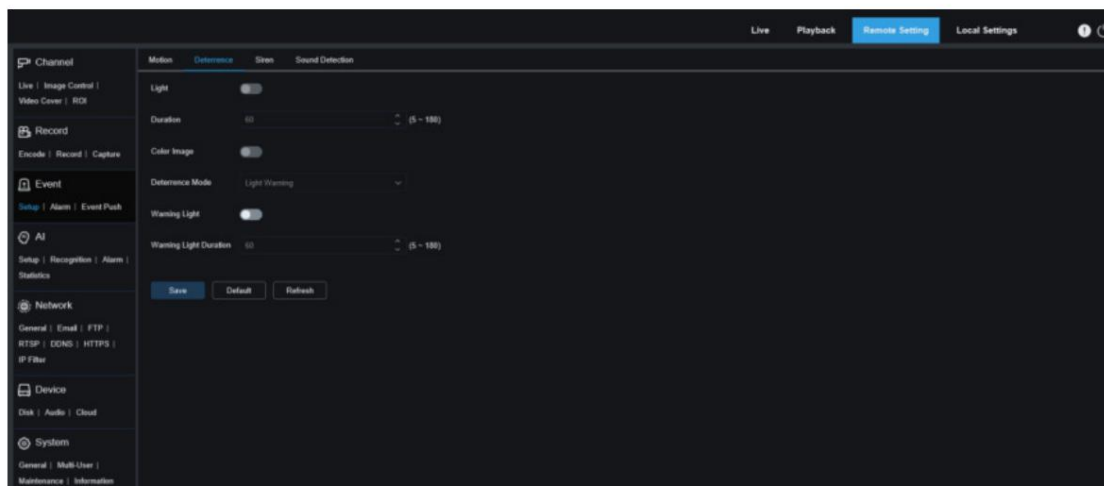 Live Playback Remote Setting Local Settings
Channel
Live | Image Control |
Video Cover | ROI
Record
Encode | Record | Capture
Event
Setup | Alarm | Event Push
AI
Setup | Recognition | Alarm |
Statistics
Network
General | Email | FTP |
RTSP | DDNS | HTTPS |
IP Filter
Device
Disk | Audio | Cloud
System
General | Multi-User |
Maintenance | Information
Motion Deterrence Siren Sound Detection
Light
Duration 60 (5 ~ 180)
Color Image
Deterrence Mode Light Warning
Warning Light
Warning Light Duration 60 (5 ~ 180)
Save Default Refresh